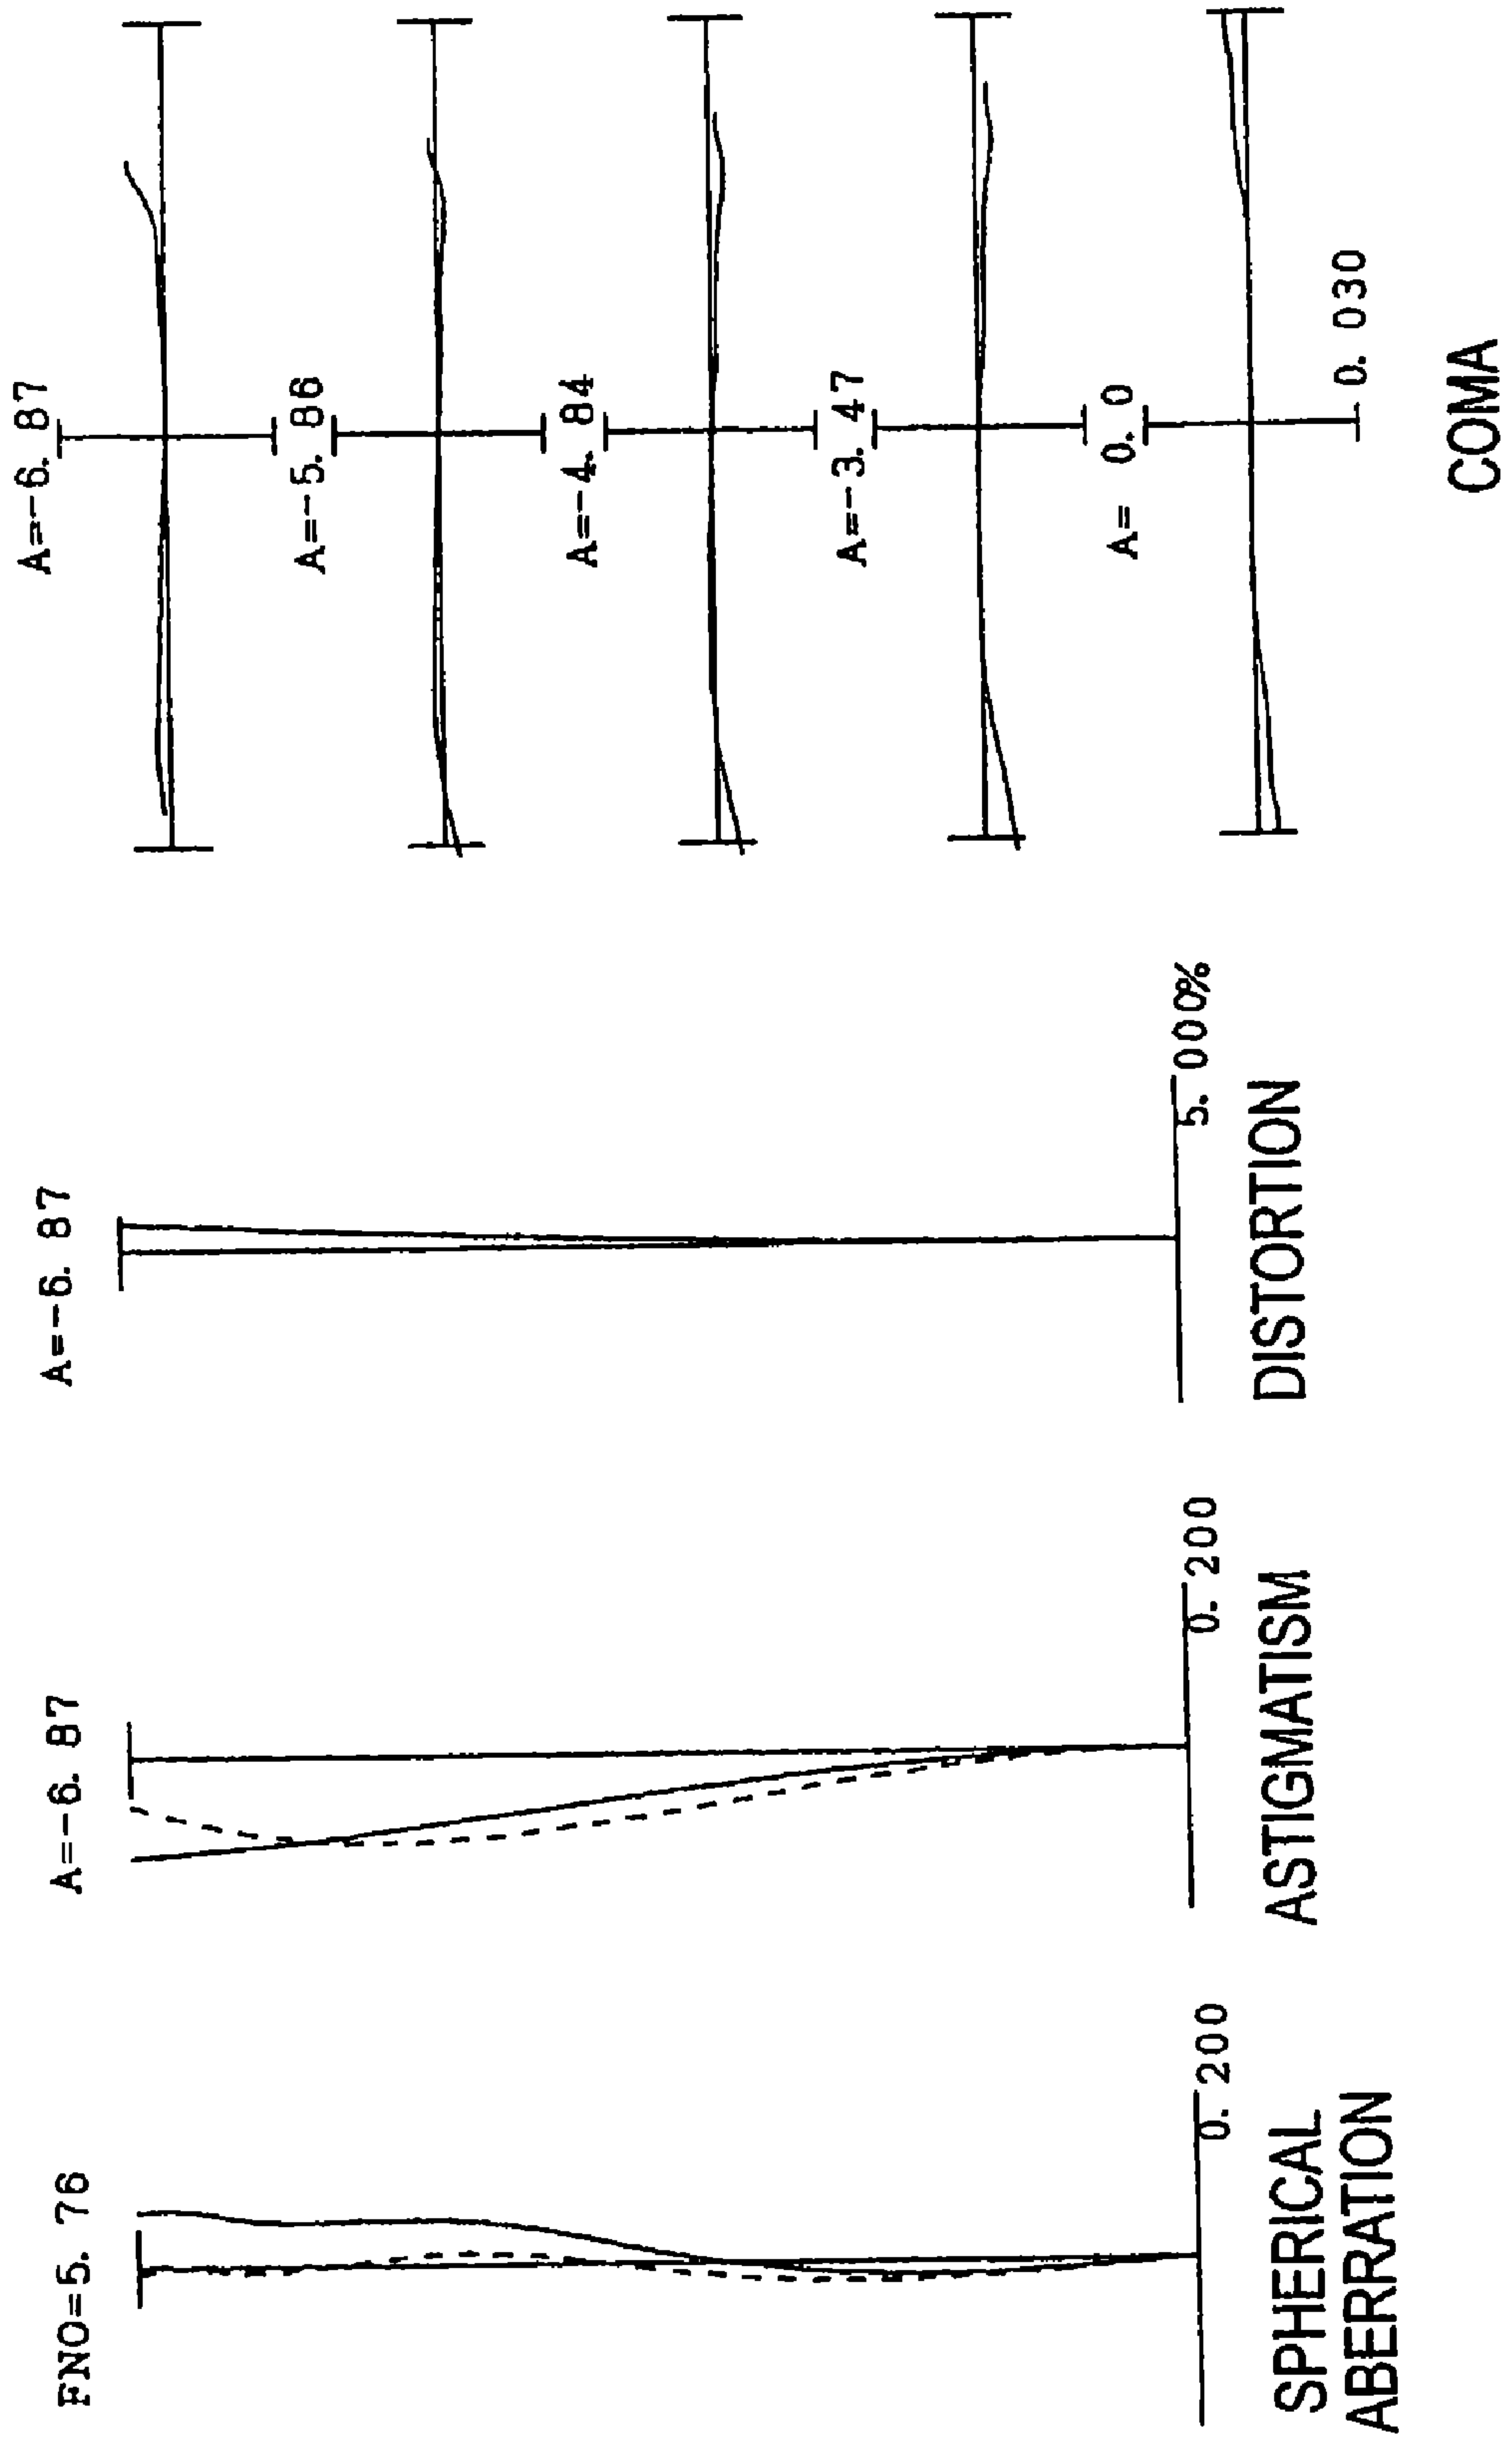 FNO=5. 76
0. 200
SPHERICAL
ABERRATION
A=-6. 87
0. 200
ASTIGMATISM
A=-6. 87
5. 000%
DISTORTION
A=-6. 87
A=-5. 86
A=-4. 84
A=-3. 47
A= 0. 0
0. 030
COMA